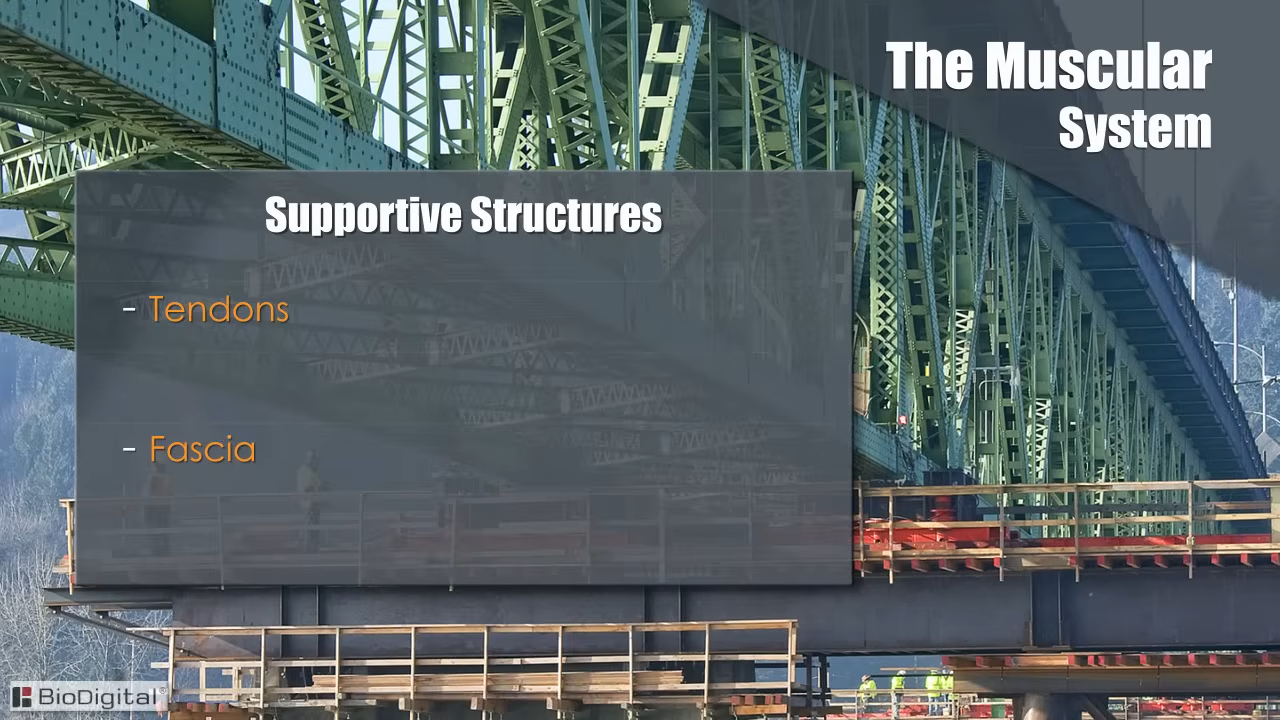 The Muscular
System
Supportive Structures
- Tendons
- Fascia
BioDigital®